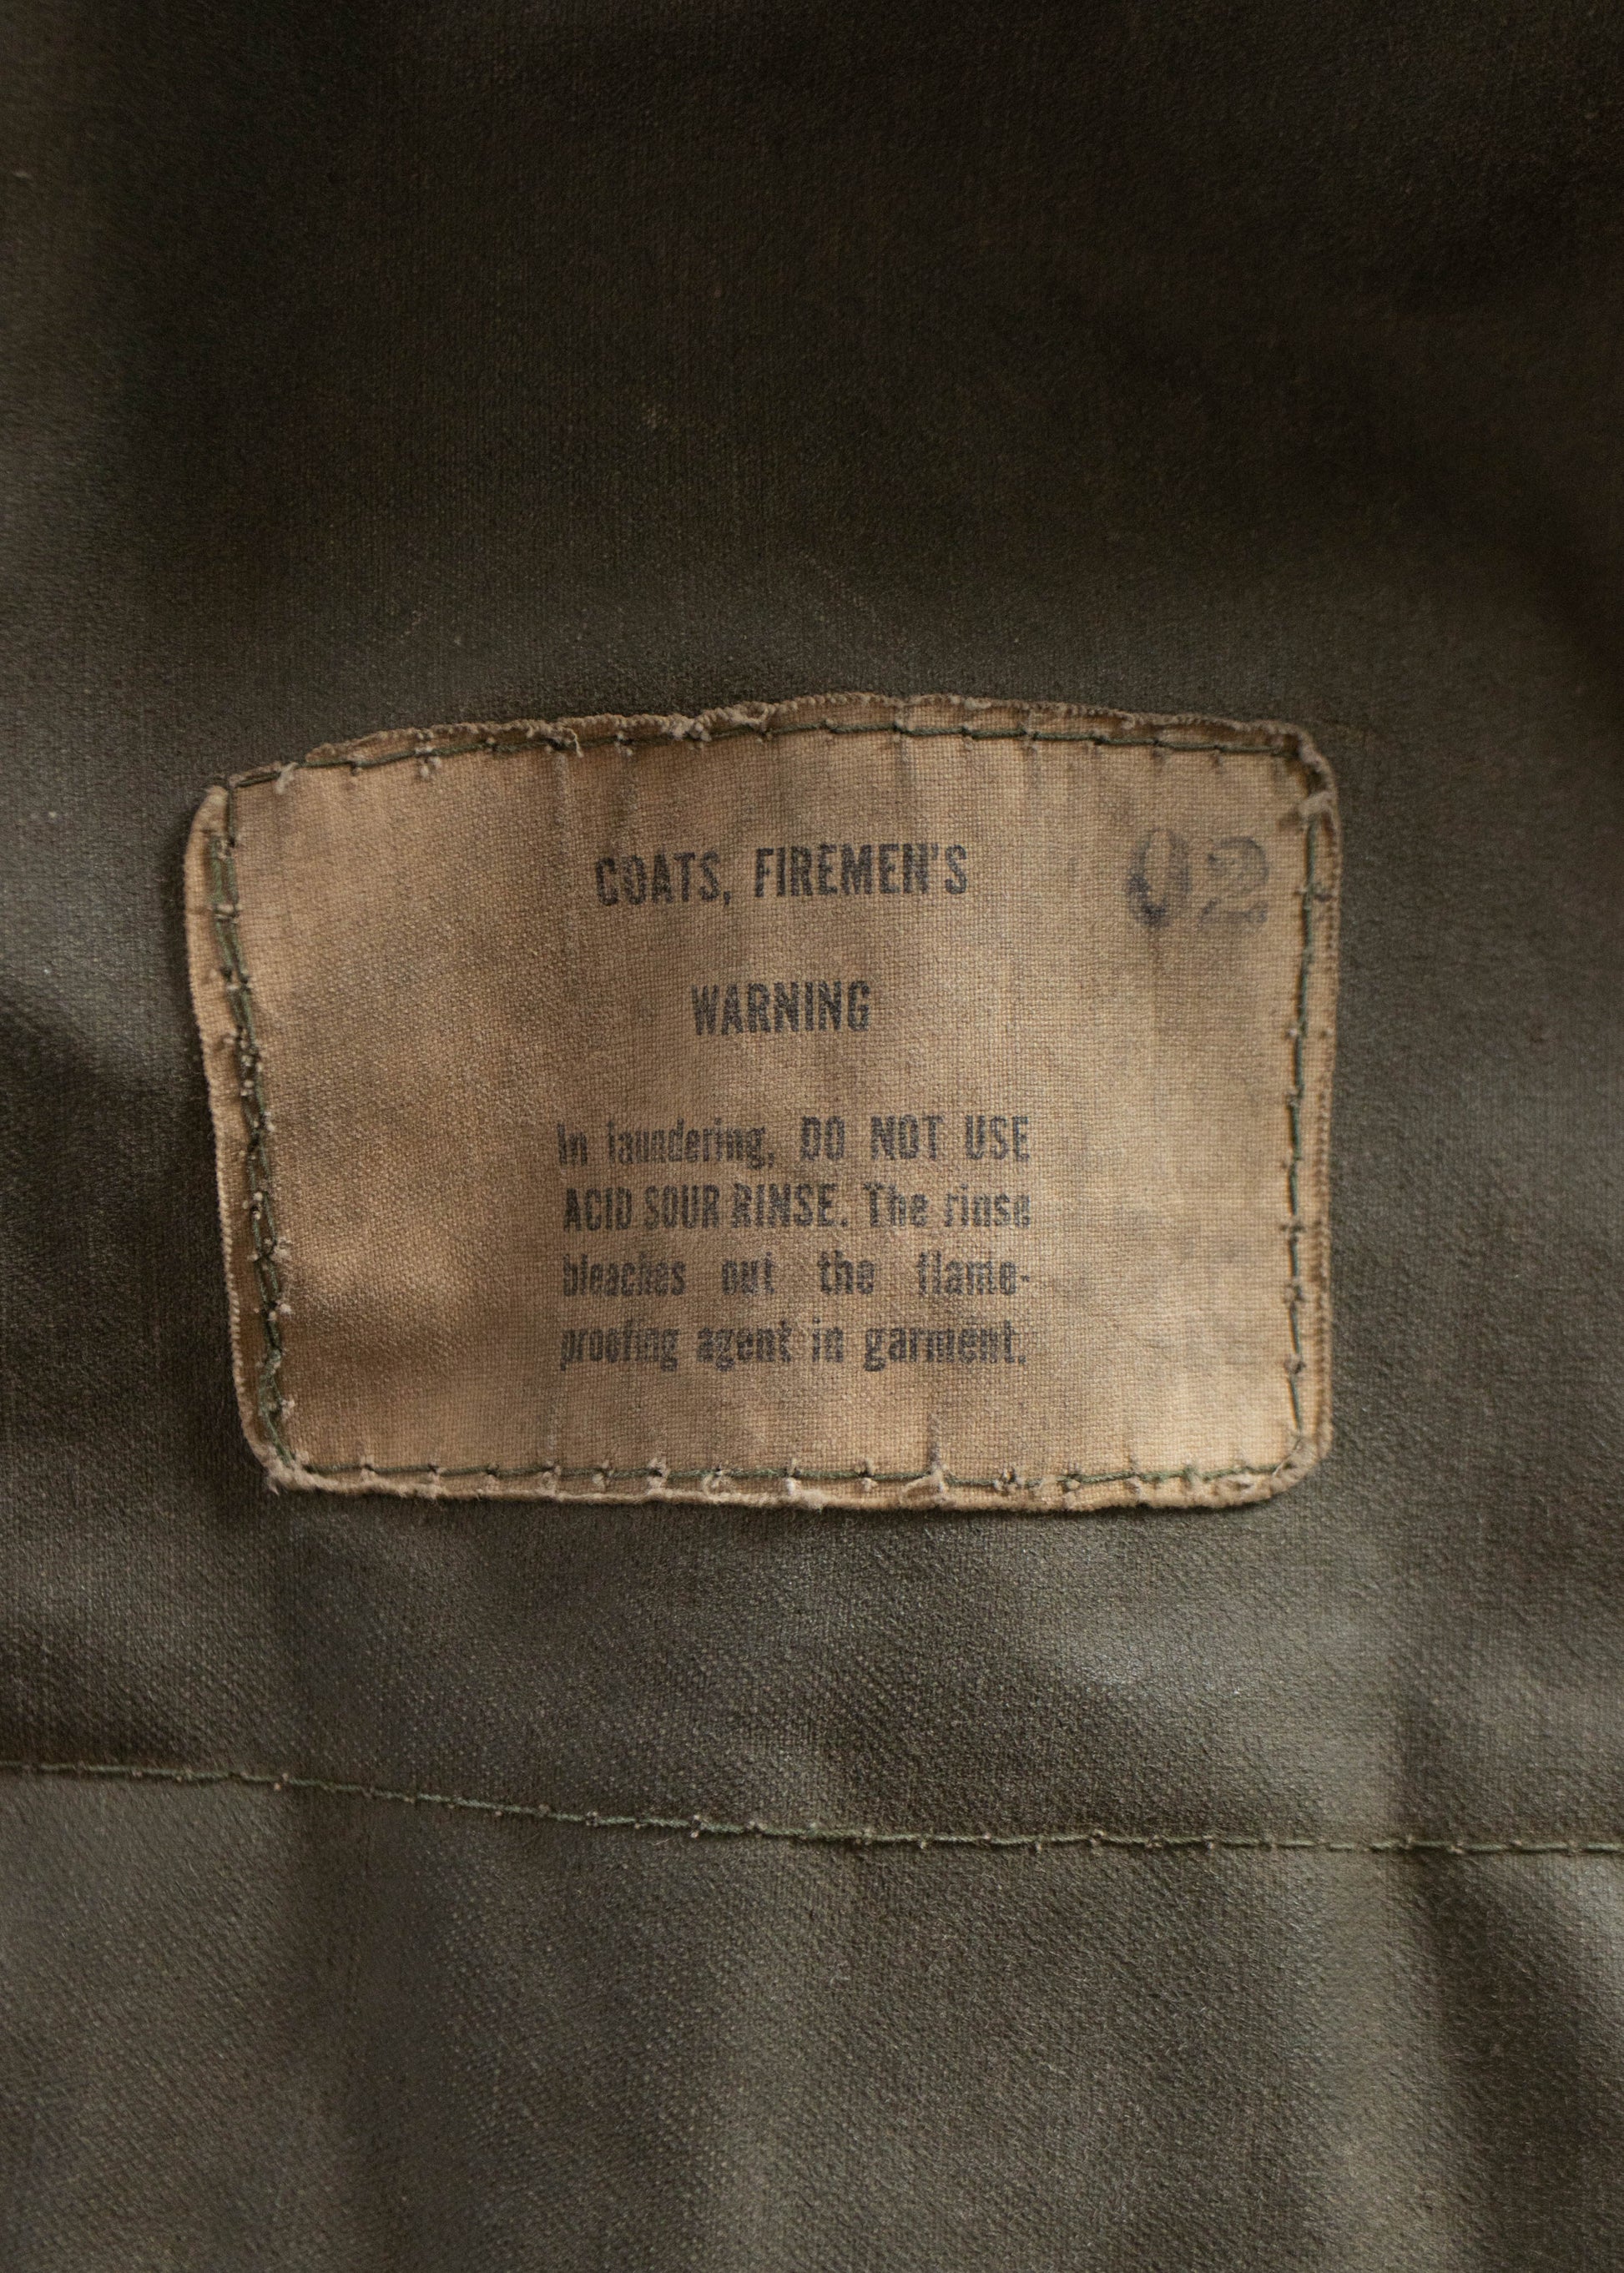 COATS, FIREMEN'S 02
WARNING
In laundering, DO NOT USE
ACID SOUR RINSE. The rinse
bleaches out the flame-
proofing agent in garment.